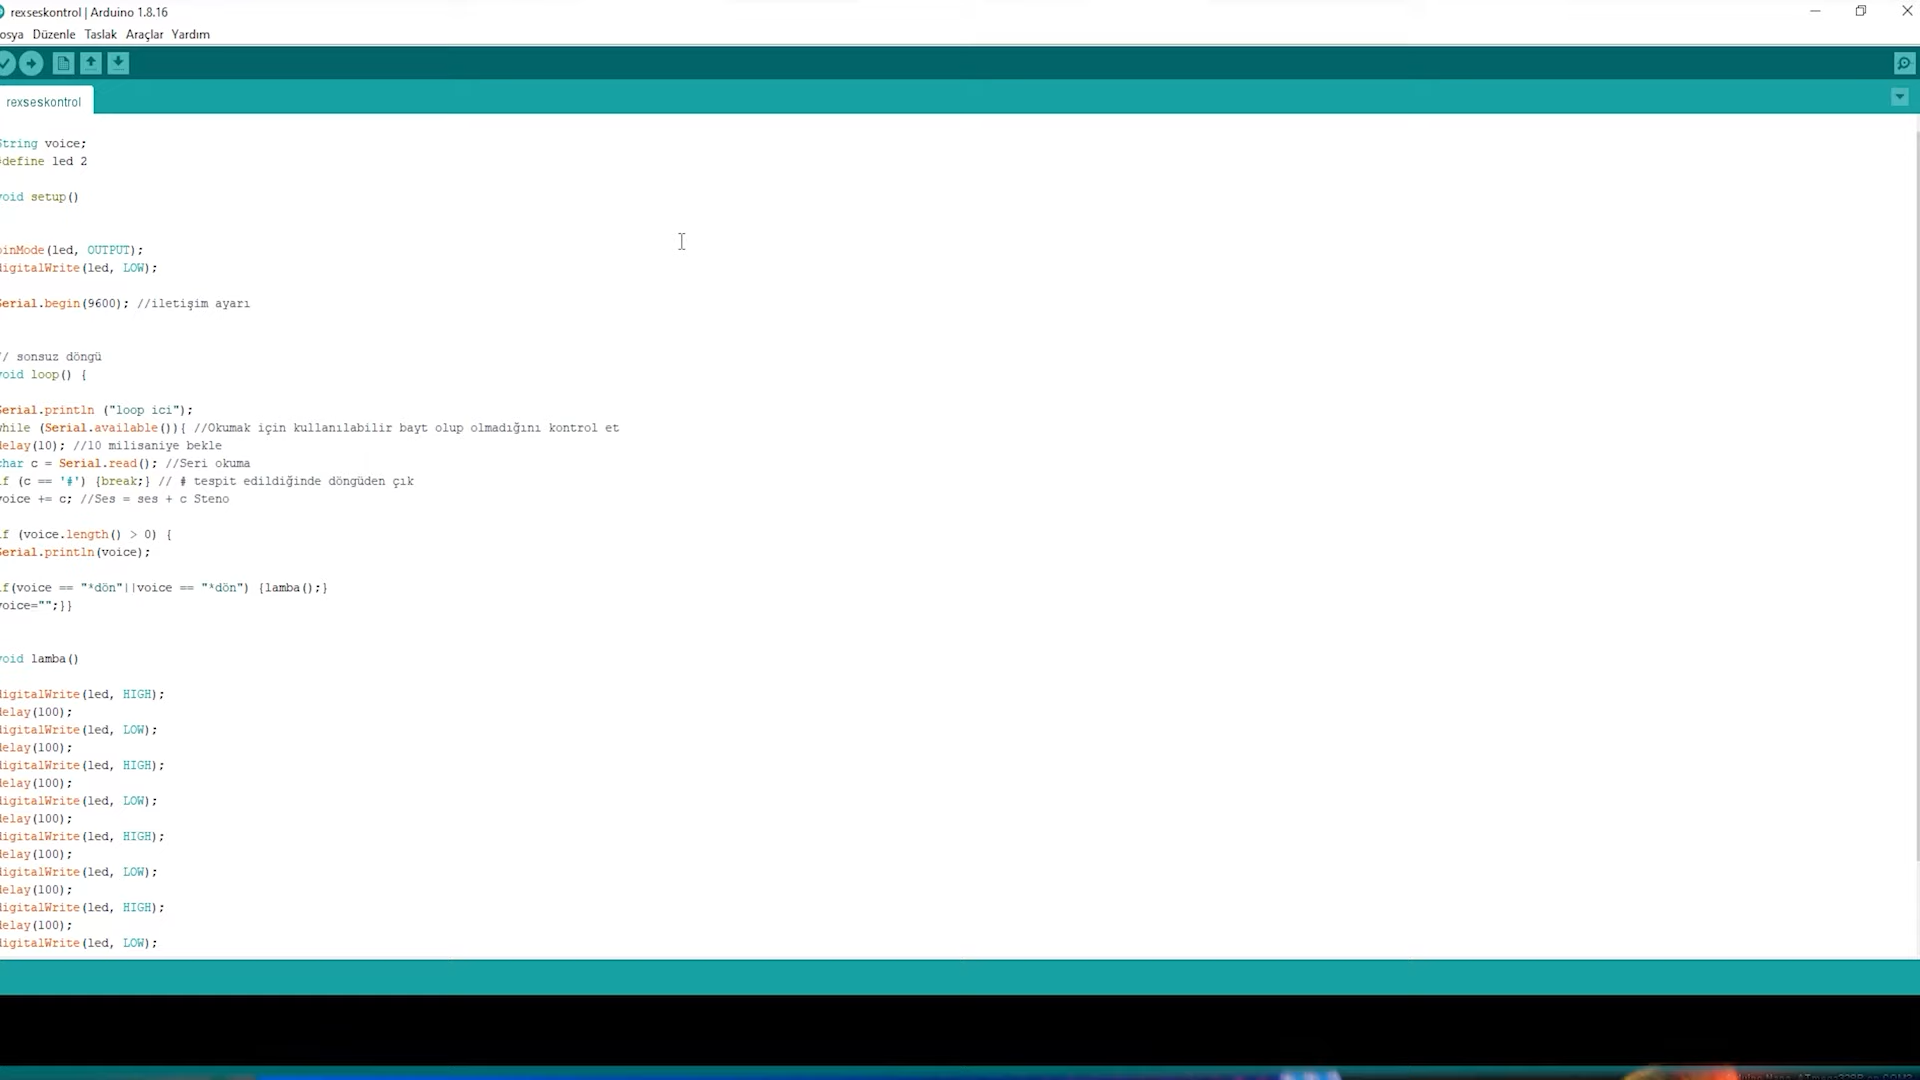 rexseskontrol | Arduino 1.8.16
osya Düzenle Taslak Araçlar Yardım
rexseskontrol
String voice;
#define led 2
void setup()
pinMode(led, OUTPUT);
digitalWrite(led, LOW);
Serial.begin(9600); //iletişim ayarı
// sonsuz döngü
void loop() {
Serial.println ("loop ici");
while (Serial.available()){ //Okumak için kullanılabilir bayt olup olmadığını kontrol et
delay(10); //10 milisaniye bekle
char c = Serial.read(); //Seri okuma
if (c == '#') {break;} // # tespit edildiğinde döngüden çık
voice += c; //Ses = ses + c Steno
if (voice.length() > 0) {
Serial.println(voice);
if(voice == "*dön"||voice == "*dön") {lamba();}
voice="";}}
void lamba()
digitalWrite(led, HIGH);
delay(100);
digitalWrite(led, LOW);
delay(100);
digitalWrite(led, HIGH);
delay(100);
digitalWrite(led, LOW);
delay(100);
digitalWrite(led, HIGH);
delay(100);
digitalWrite(led, LOW);
delay(100);
digitalWrite(led, HIGH);
delay(100);
digitalWrite(led, LOW);